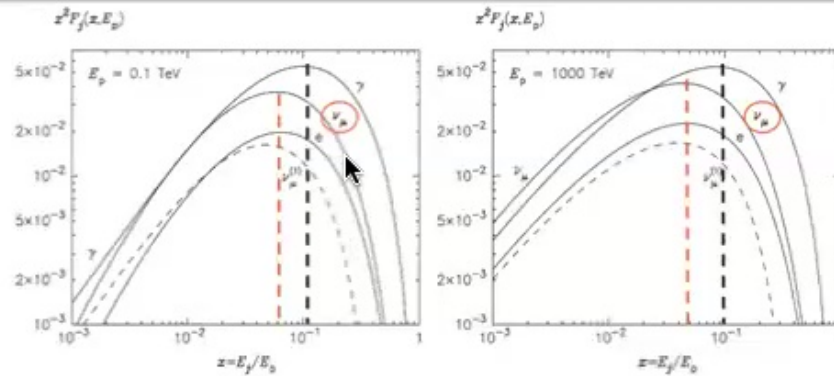 x²F_j(x,E_p)
5×10⁻²
2×10⁻²
10⁻²
5×10⁻³
2×10⁻³
10⁻³
E_p = 0.1 TeV
γ
ν_μ
e
ν_μ^(1)
γ
10⁻³
10⁻²
10⁻¹
1
x=E_j/E_p
x²F_j(x,E_p)
5×10⁻²
2×10⁻²
10⁻²
5×10⁻³
2×10⁻³
10⁻³
E_p = 1000 TeV
γ
ν_μ
e
ν_μ
ν_μ^(1)
10⁻³
10⁻²
10⁻¹
x=E_j/E_p